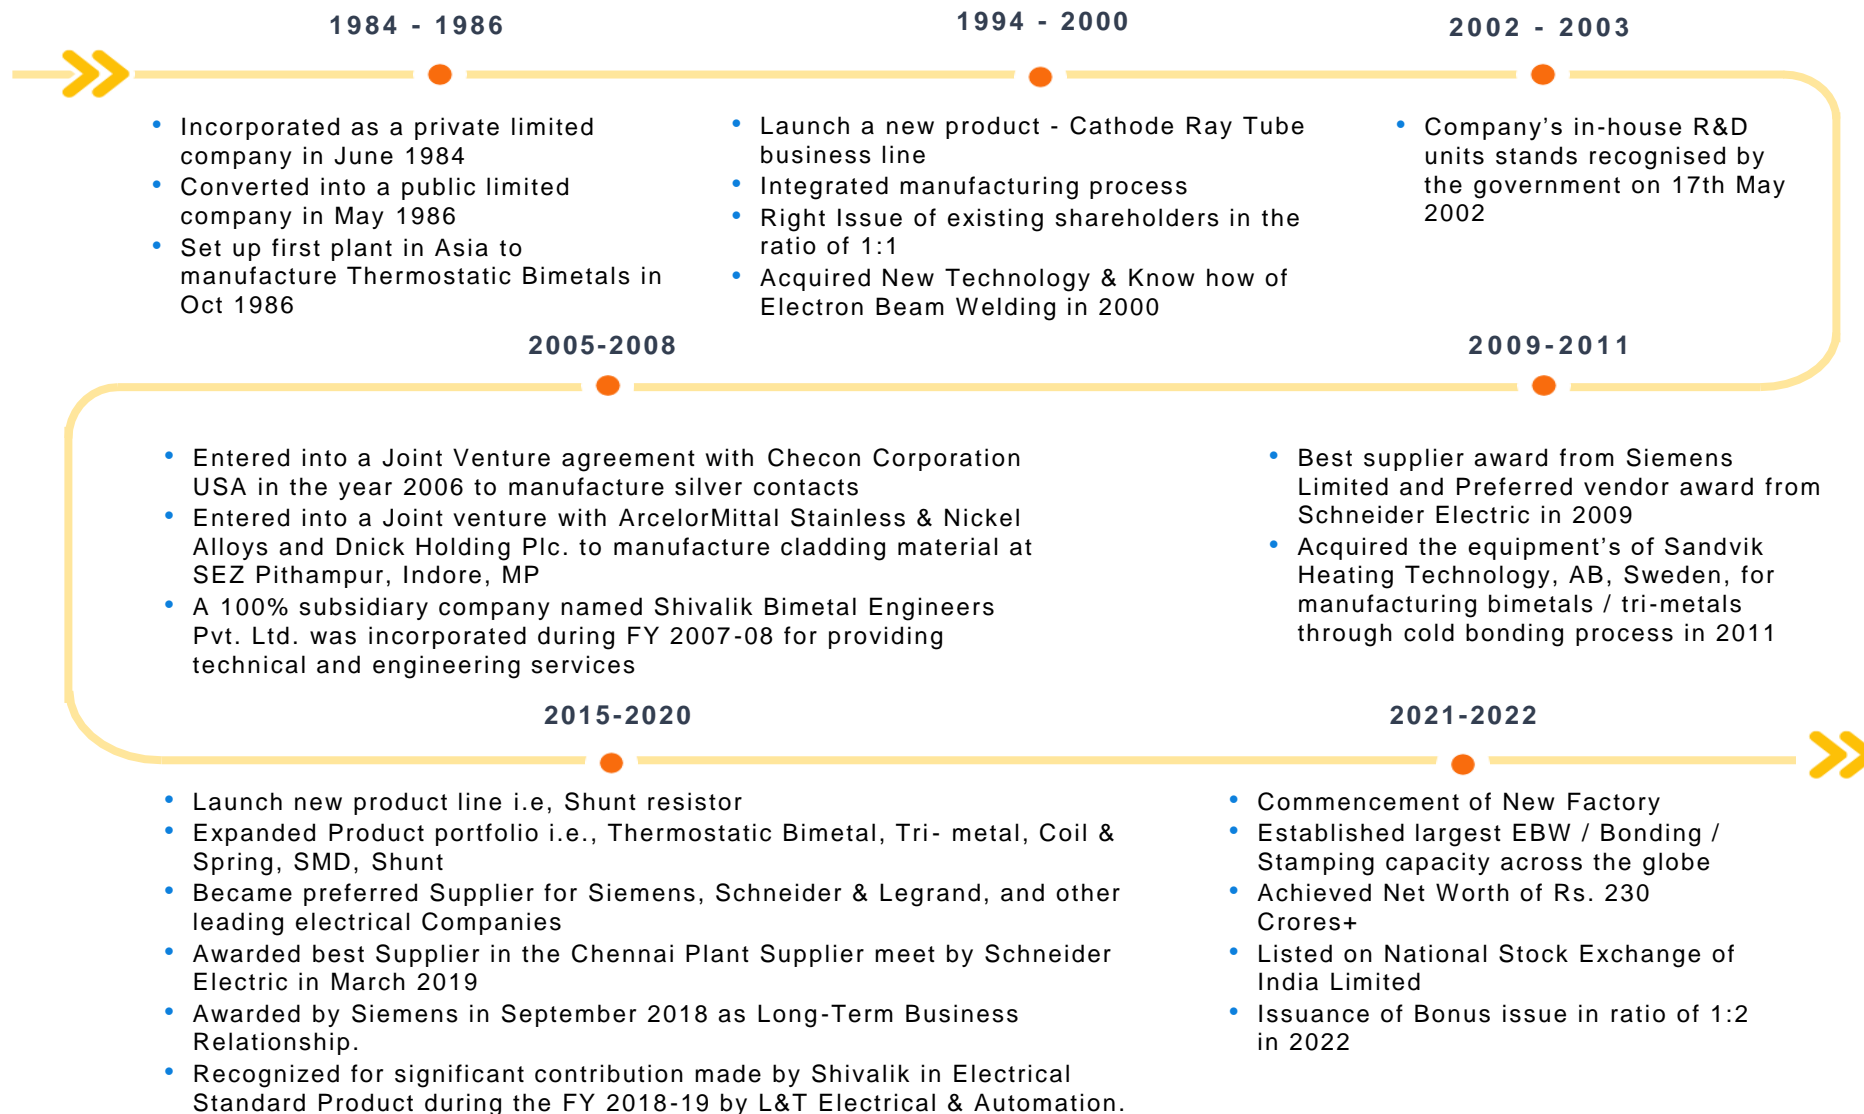 1984 - 1986
Incorporated as a private limited
company in June 1984
Converted into a public limited
company in May 1986
Set up first plant in Asia to
manufacture Thermostatic Bimetals in
Oct 1986
1994 - 2000
Launch a new product - Cathode Ray Tube
business line
Integrated manufacturing process
Right Issue of existing shareholders in the
ratio of 1:1
Acquired New Technology & Know how of
Electron Beam Welding in 2000
2002 - 2003
Company’s in-house R&D
units stands recognised by
the government on 17th May
2002
2005-2008
Entered into a Joint Venture agreement with Checon Corporation
USA in the year 2006 to manufacture silver contacts
Entered into a Joint venture with ArcelorMittal Stainless & Nickel
Alloys and Dnick Holding Plc. to manufacture cladding material at
SEZ Pithampur, Indore, MP
A 100% subsidiary company named Shivalik Bimetal Engineers
Pvt. Ltd. was incorporated during FY 2007-08 for providing
technical and engineering services
2009-2011
Best supplier award from Siemens
Limited and Preferred vendor award from
Schneider Electric in 2009
Acquired the equipment’s of Sandvik
Heating Technology, AB, Sweden, for
manufacturing bimetals / tri-metals
through cold bonding process in 2011
2015-2020
Launch new product line i.e, Shunt resistor
Expanded Product portfolio i.e., Thermostatic Bimetal, Tri- metal, Coil &
Spring, SMD, Shunt
Became preferred Supplier for Siemens, Schneider & Legrand, and other
leading electrical Companies
Awarded best Supplier in the Chennai Plant Supplier meet by Schneider
Electric in March 2019
Awarded by Siemens in September 2018 as Long-Term Business
Relationship.
Recognized for significant contribution made by Shivalik in Electrical
Standard Product during the FY 2018-19 by L&T Electrical & Automation.
2021-2022
Commencement of New Factory
Established largest EBW / Bonding /
Stamping capacity across the globe
Achieved Net Worth of Rs. 230
Crores+
Listed on National Stock Exchange of
India Limited
Issuance of Bonus issue in ratio of 1:2
in 2022